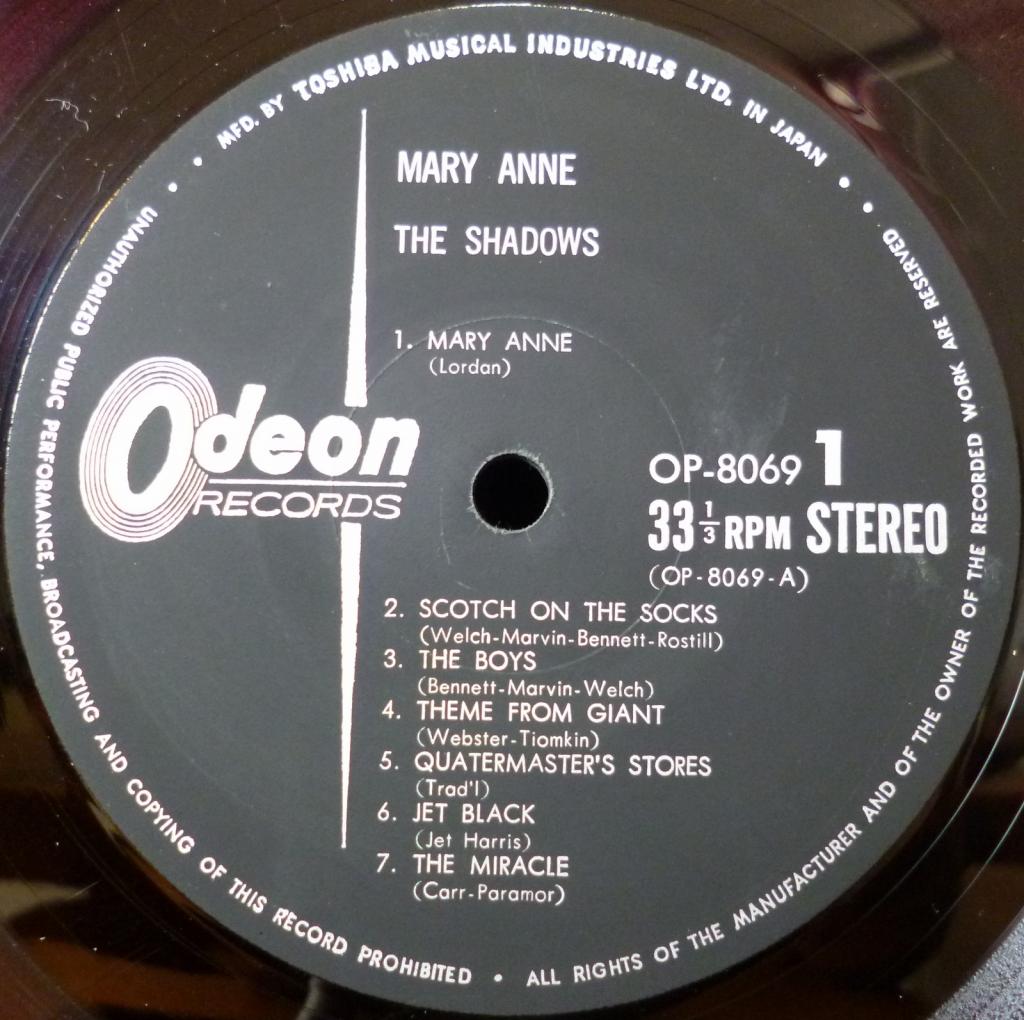 MFD. BY TOSHIBA MUSICAL INDUSTRIES LTD. IN JAPAN
MARY ANNE
THE SHADOWS
1. MARY ANNE
(Lordan)
Odeon
RECORDS
OP-8069 1
33 1/3 RPM STEREO
(OP-8069-A)
2. SCOTCH ON THE SOCKS
(Welch-Marvin-Bennett-Rostill)
3. THE BOYS
(Bennett-Marvin-Welch)
4. THEME FROM GIANT
(Webster-Tiomkin)
5. QUATERMASTER'S STORES
(Trad'l)
6. JET BLACK
(Jet Harris)
7. THE MIRACLE
(Carr-Paramor)
UNAUTHORIZED PUBLIC PERFORMANCE, BROADCASTING AND COPYING OF THIS RECORD PROHIBITED • ALL RIGHTS OF THE MANUFACTURER AND OF THE OWNER OF THE RECORDED WORK ARE RESERVED